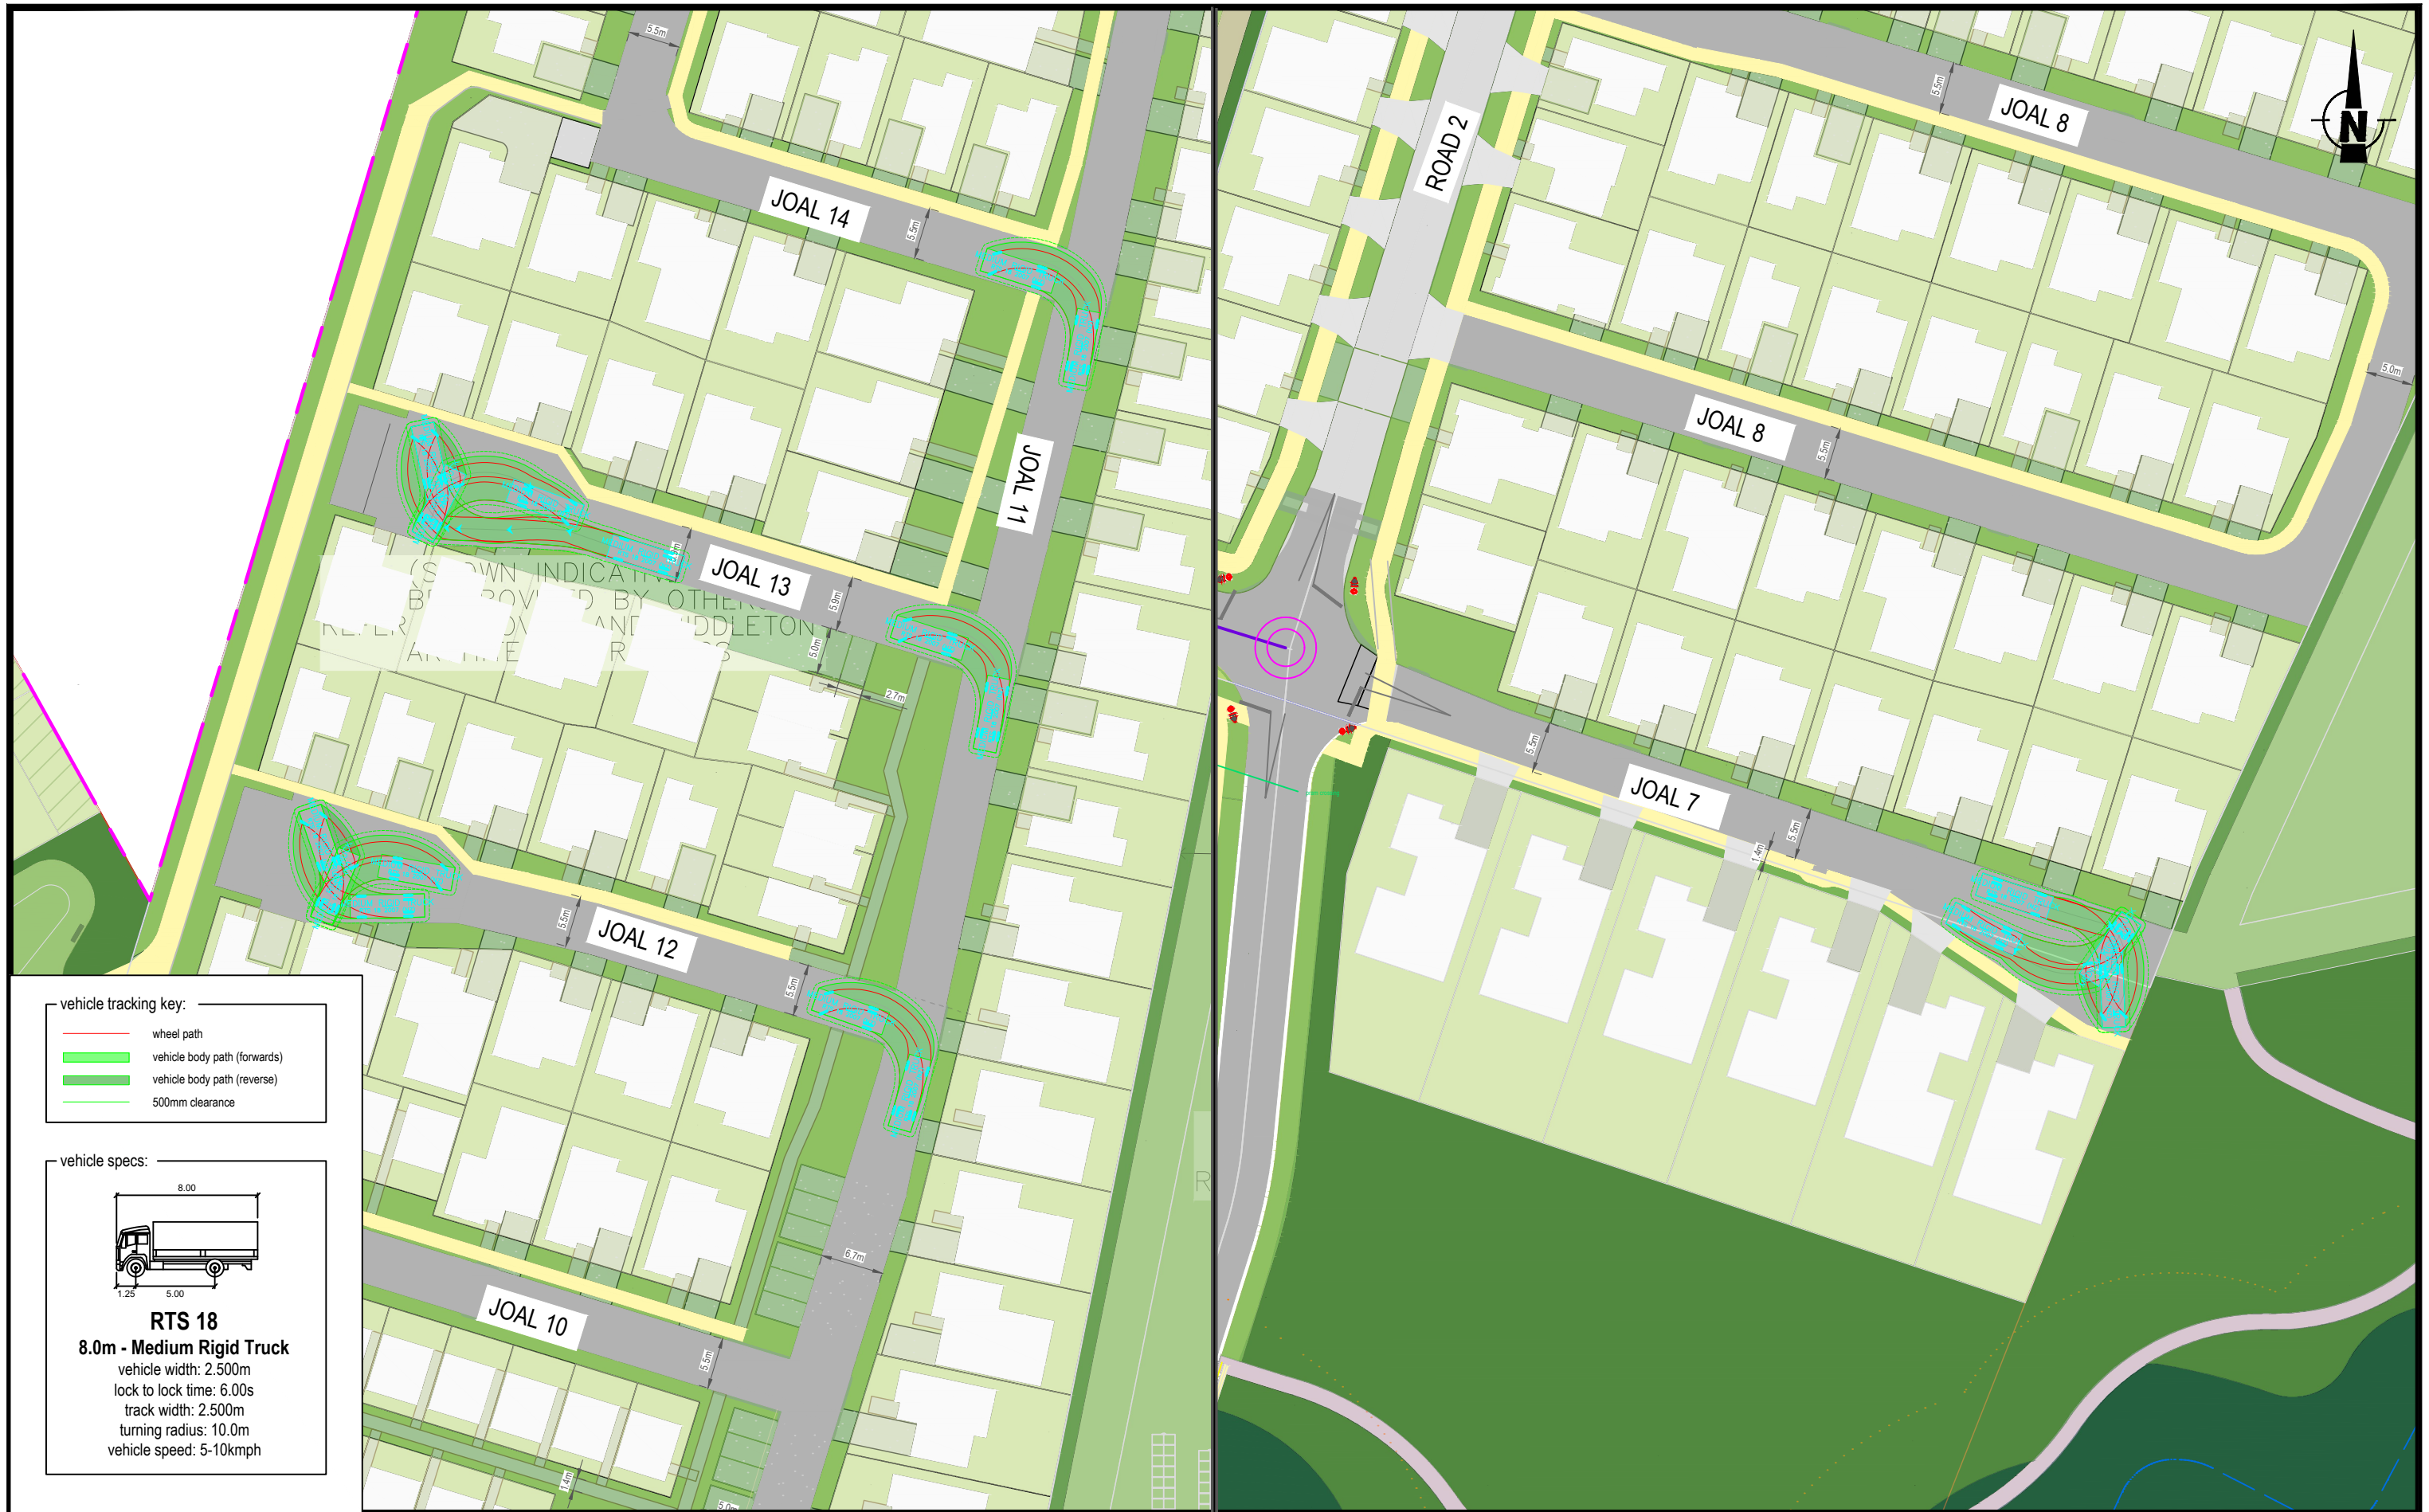 5.5m
JOAL 14
5.5m
JOAL 11
JOAL 13
5.9m
5.0m
2.7m
BY
5.5m
JOAL 12
5.5m
6.7m
JOAL 10
5.5m
1.4m
5.0m
ROAD 2
5.5m
JOAL 8
N
5.0m
JOAL 8
5.5m
5.5m
JOAL 7
5.5m
1.4m
vehicle tracking key:
wheel path
vehicle body path (forwards)
vehicle body path (reverse)
500mm clearance
vehicle specs:
8.00
1.25
5.00
RTS 18
8.0m - Medium Rigid Truck
vehicle width: 2.500m
lock to lock time: 6.00s
track width: 2.500m
turning radius: 10.0m
vehicle speed: 5-10kmph